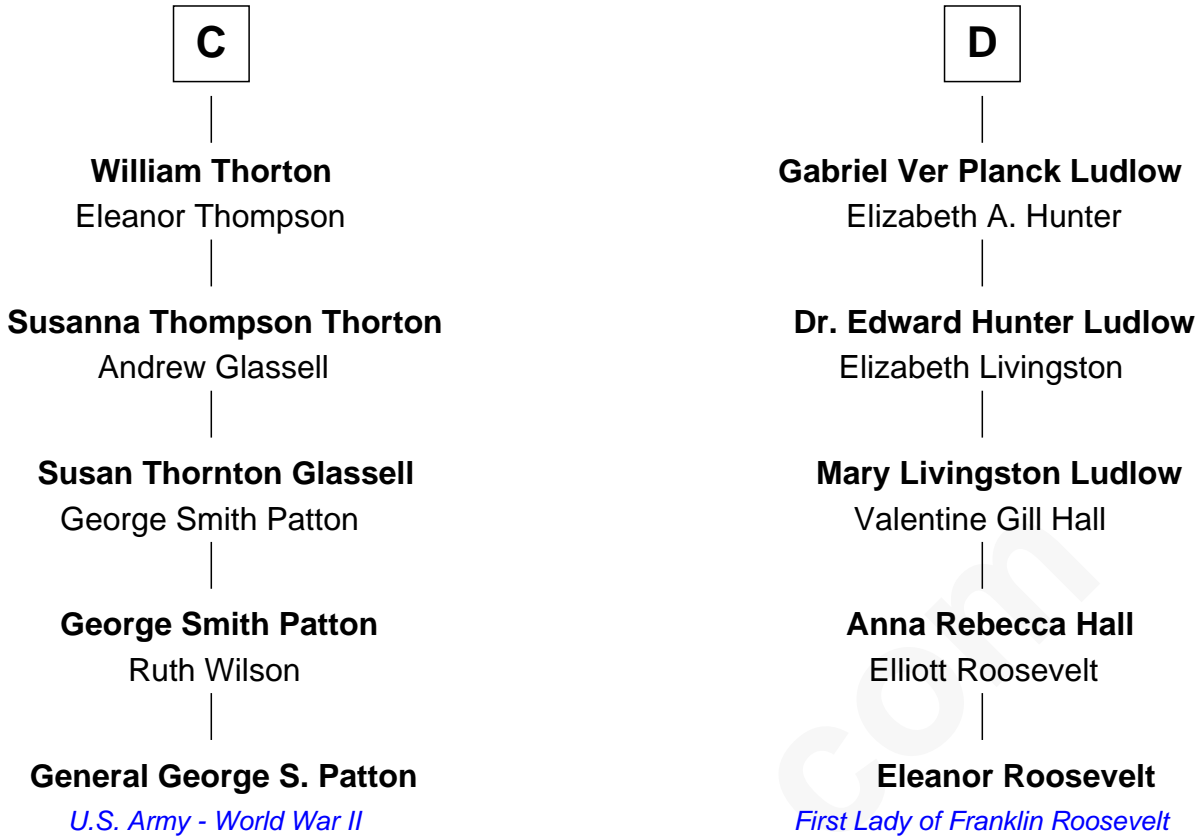 C
William Thorton
Eleanor Thompson
Susanna Thompson Thorton
Andrew Glassell
Susan Thornton Glassell
George Smith Patton
George Smith Patton
Ruth Wilson
General George S. Patton
U.S. Army - World War II
D
Gabriel Ver Planck Ludlow
Elizabeth A. Hunter
Dr. Edward Hunter Ludlow
Elizabeth Livingston
Mary Livingston Ludlow
Valentine Gill Hall
Anna Rebecca Hall
Elliott Roosevelt
Eleanor Roosevelt
First Lady of Franklin Roosevelt
com